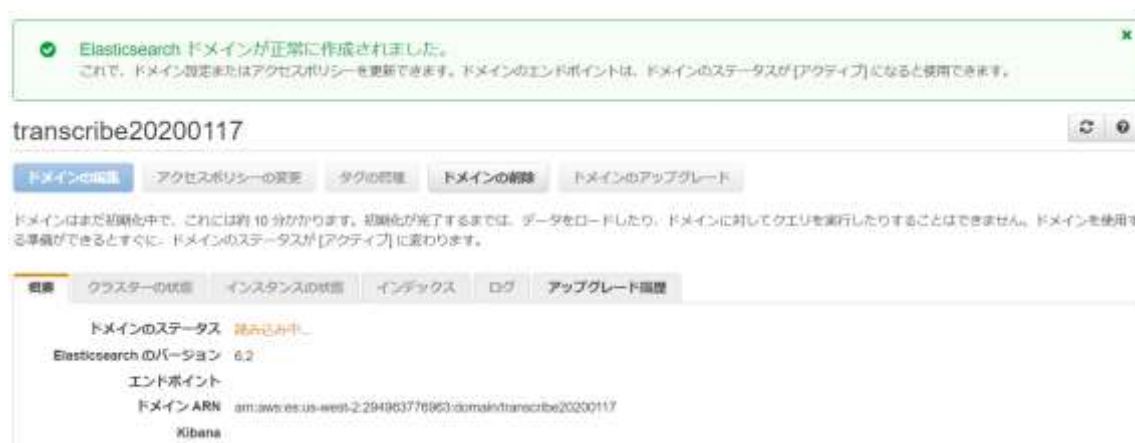 Elasticsearch ドメインが正常に作成されました。
これで、ドメイン設定またはアクセスポリシーを更新できます。ドメインのエンドポイントは、ドメインのステータスが [アクティブ] になると使用できます。
transcribe20200117
ドメインの編集 アクセスポリシーの変更 タグの管理 ドメインの削除 ドメインのアップグレード
ドメインはまだ初期化中で、これには約 10 分かかります。初期化が完了するまでは、データをロードしたり、ドメインに対してクエリを実行したりすることはできません。ドメインを使用す
る準備ができるとすぐに、ドメインのステータスが [アクティブ] に変わります。
概要 クラスターの状態 インスタンスの状態 インデックス ログ アップグレード履歴
ドメインのステータス 読み込み中...
Elasticsearch のバージョン 6.2
エンドポイント
ドメイン ARN arn:aws:es:us-west-2:294963776963:domain/transcribe20200117
Kibana